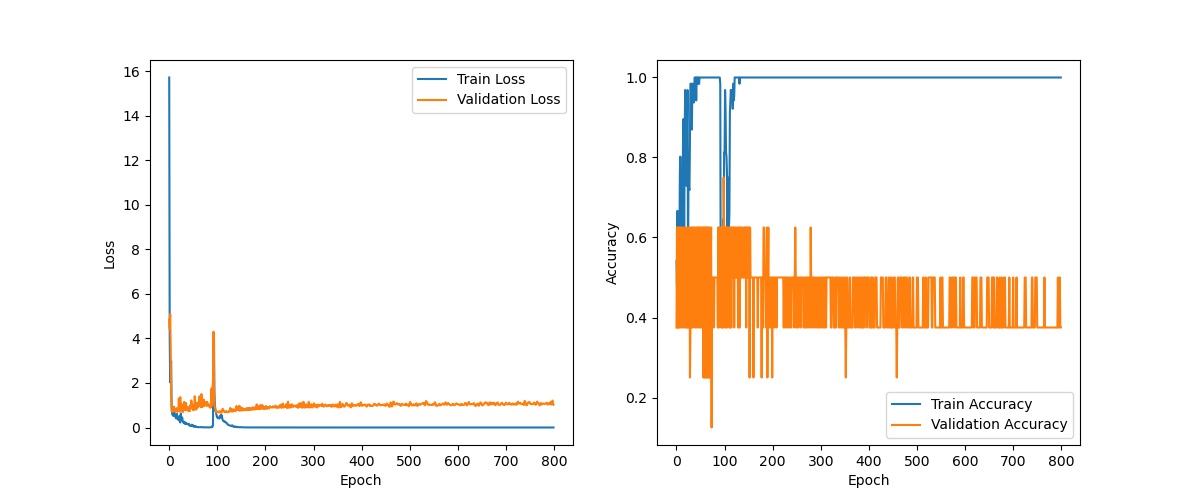 16
14
12
10
8
6
4
2
0
Loss
0 100 200 300 400 500 600 700 800
Epoch
Train Loss
Validation Loss
1.0
0.8
0.6
0.4
0.2
Accuracy
0 100 200 300 400 500 600 700 800
Epoch
Train Accuracy
Validation Accuracy